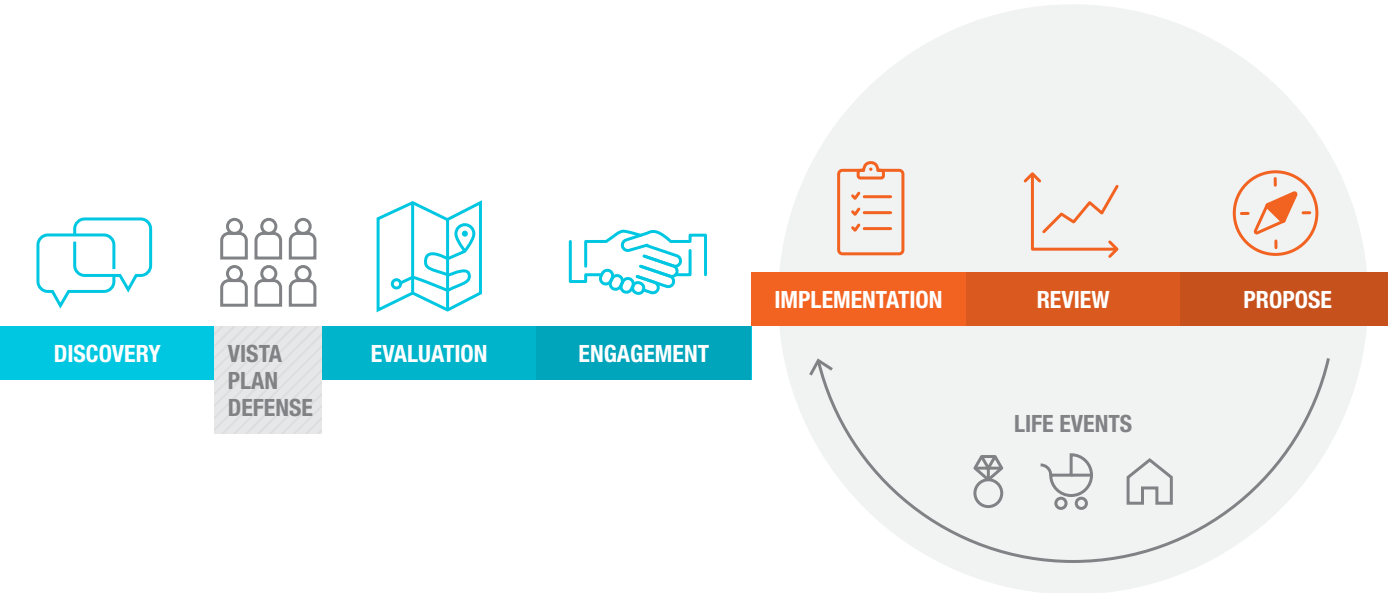 DISCOVERY
VISTA
PLAN
DEFENSE
EVALUATION
ENGAGEMENT
IMPLEMENTATION
REVIEW
PROPOSE
LIFE EVENTS